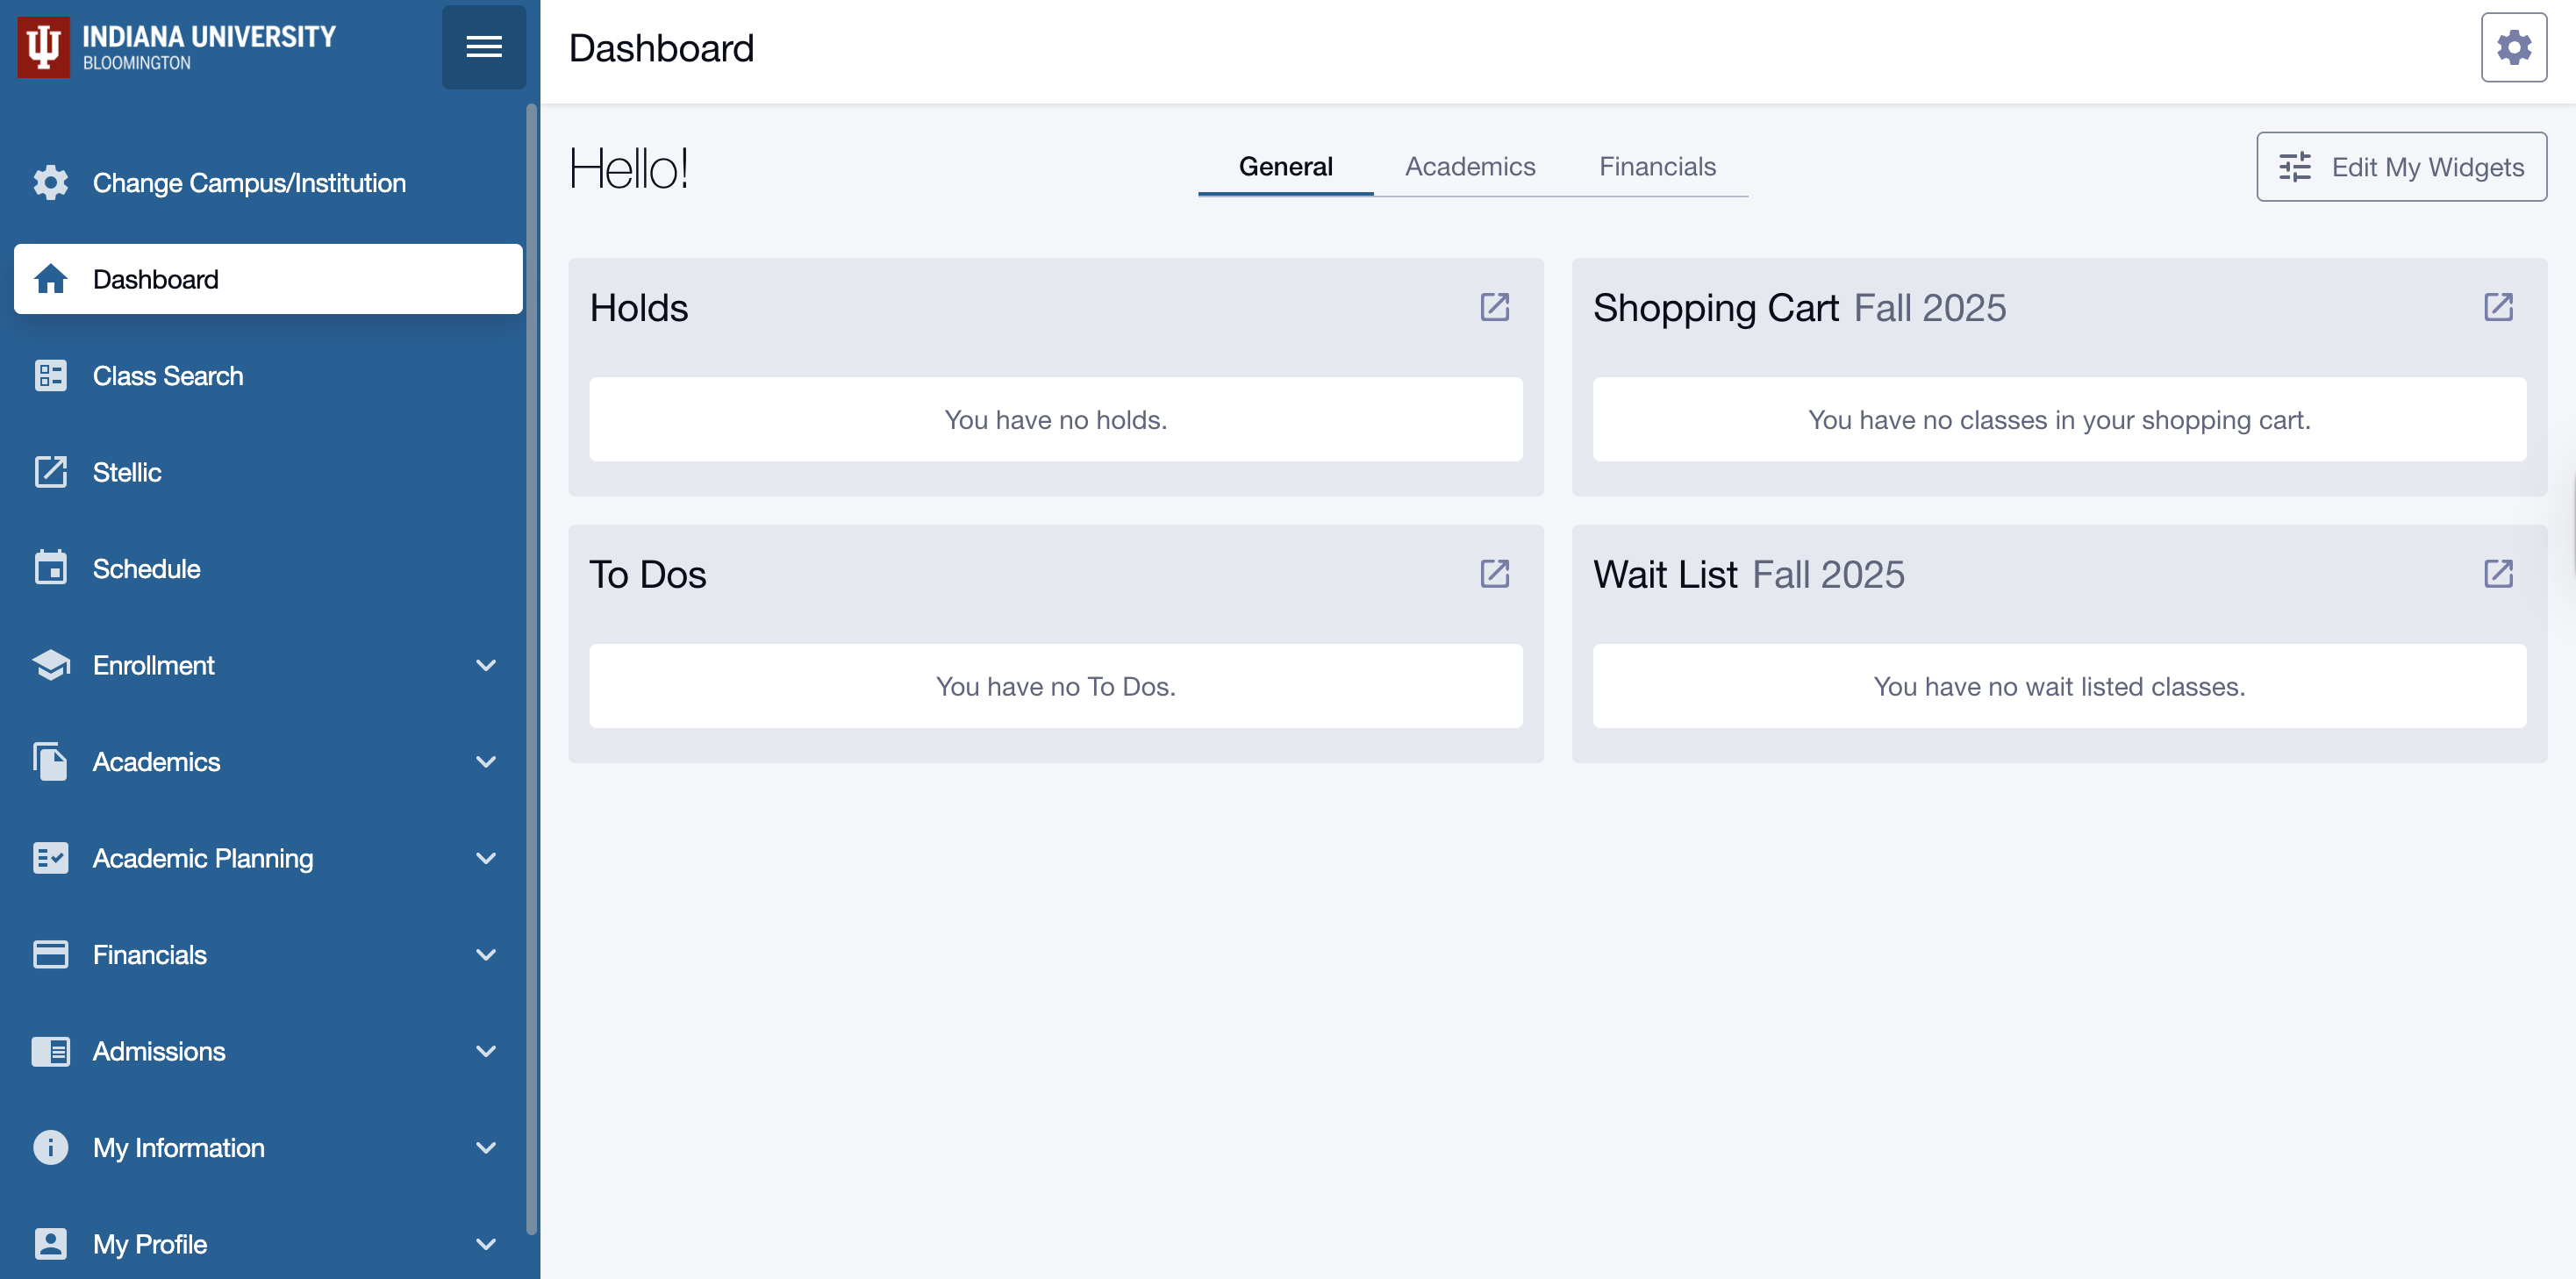 INDIANA UNIVERSITY
BLOOMINGTON
Change Campus/Institution
Dashboard
Class Search
Stellic
Schedule
Enrollment
Academics
Academic Planning
Financials
Admissions
My Information
My Profile
Dashboard
Hello!
General Academics Financials
Edit My Widgets
Holds
You have no holds.
Shopping Cart Fall 2025
You have no classes in your shopping cart.
To Dos
You have no To Dos.
Wait List Fall 2025
You have no wait listed classes.